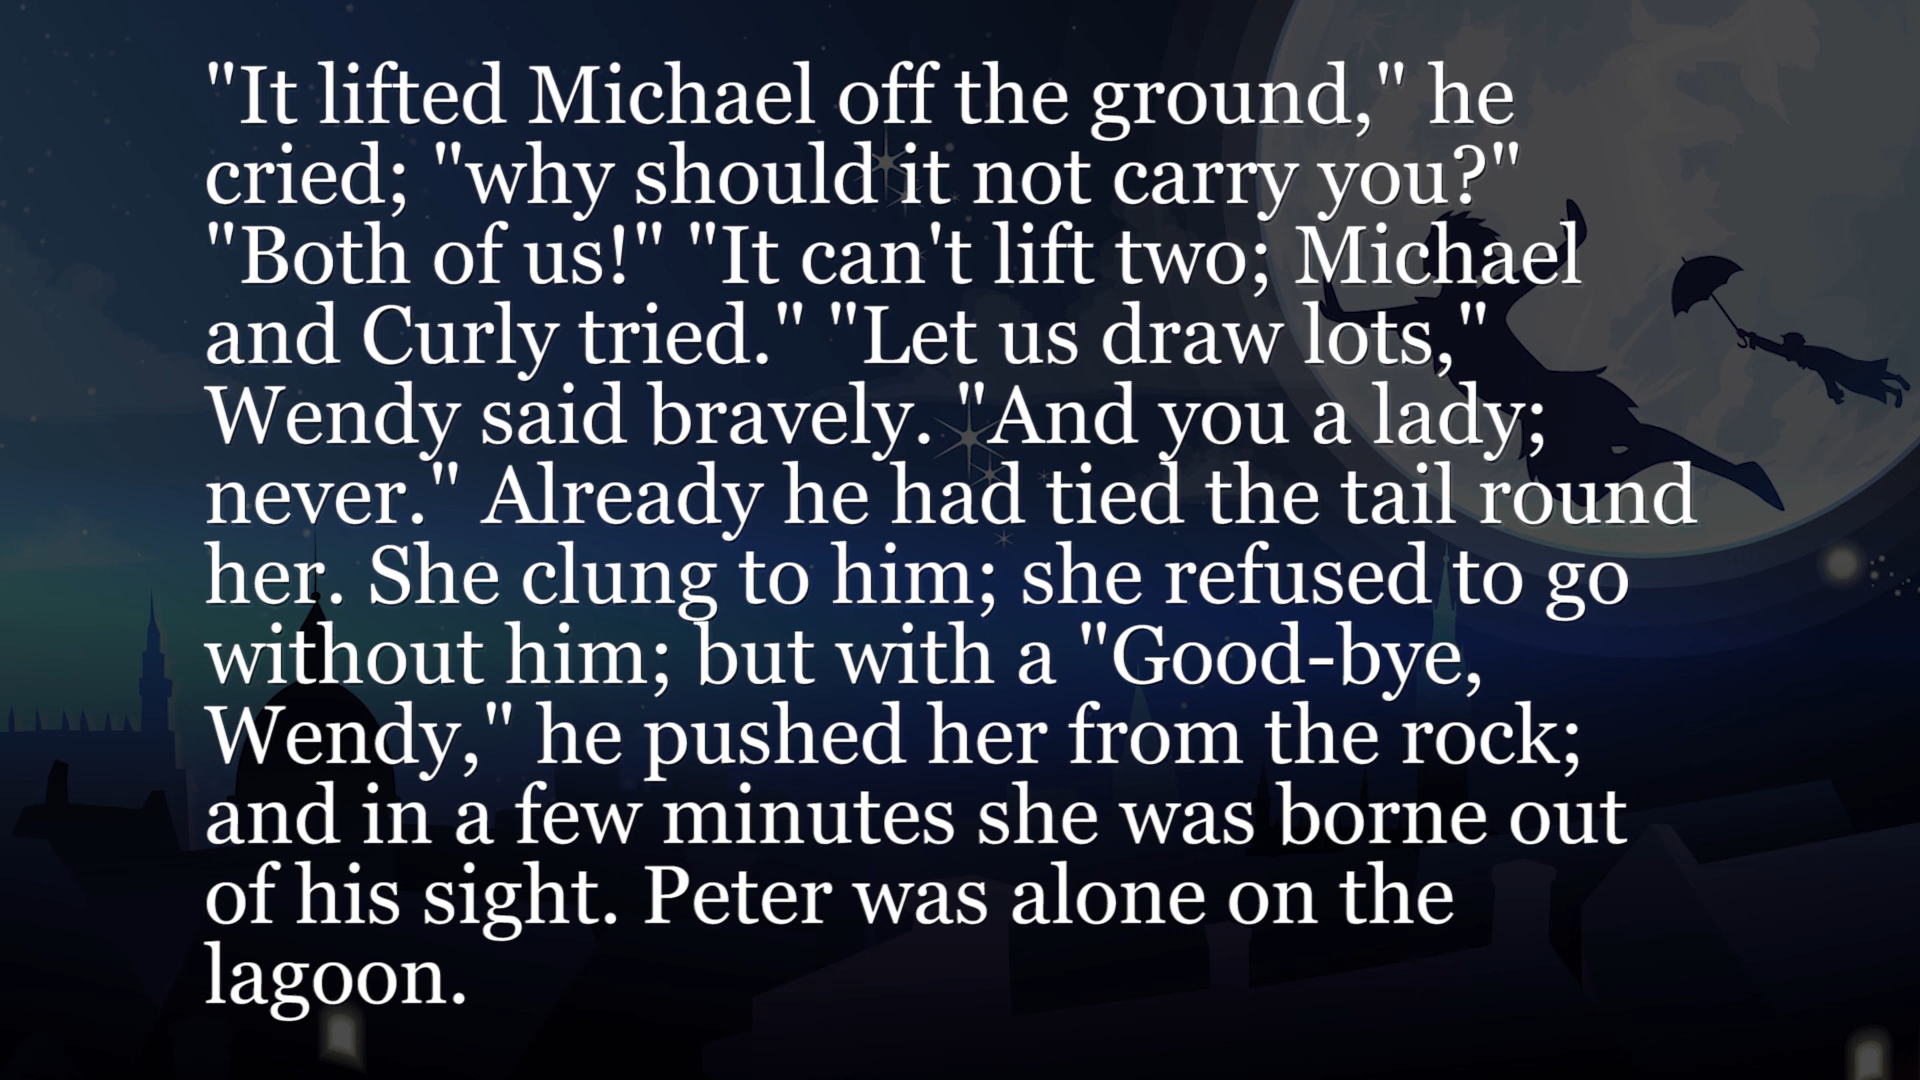 "It lifted Michael off the ground," he
cried; "why should it not carry you?"
"Both of us!" "It can't lift two; Michael
and Curly tried." "Let us draw lots,"
Wendy said bravely. "And you a lady;
never." Already he had tied the tail round
her. She clung to him; she refused to go
without him; but with a "Good-bye,
Wendy," he pushed her from the rock;
and in a few minutes she was borne out
of his sight. Peter was alone on the
lagoon.